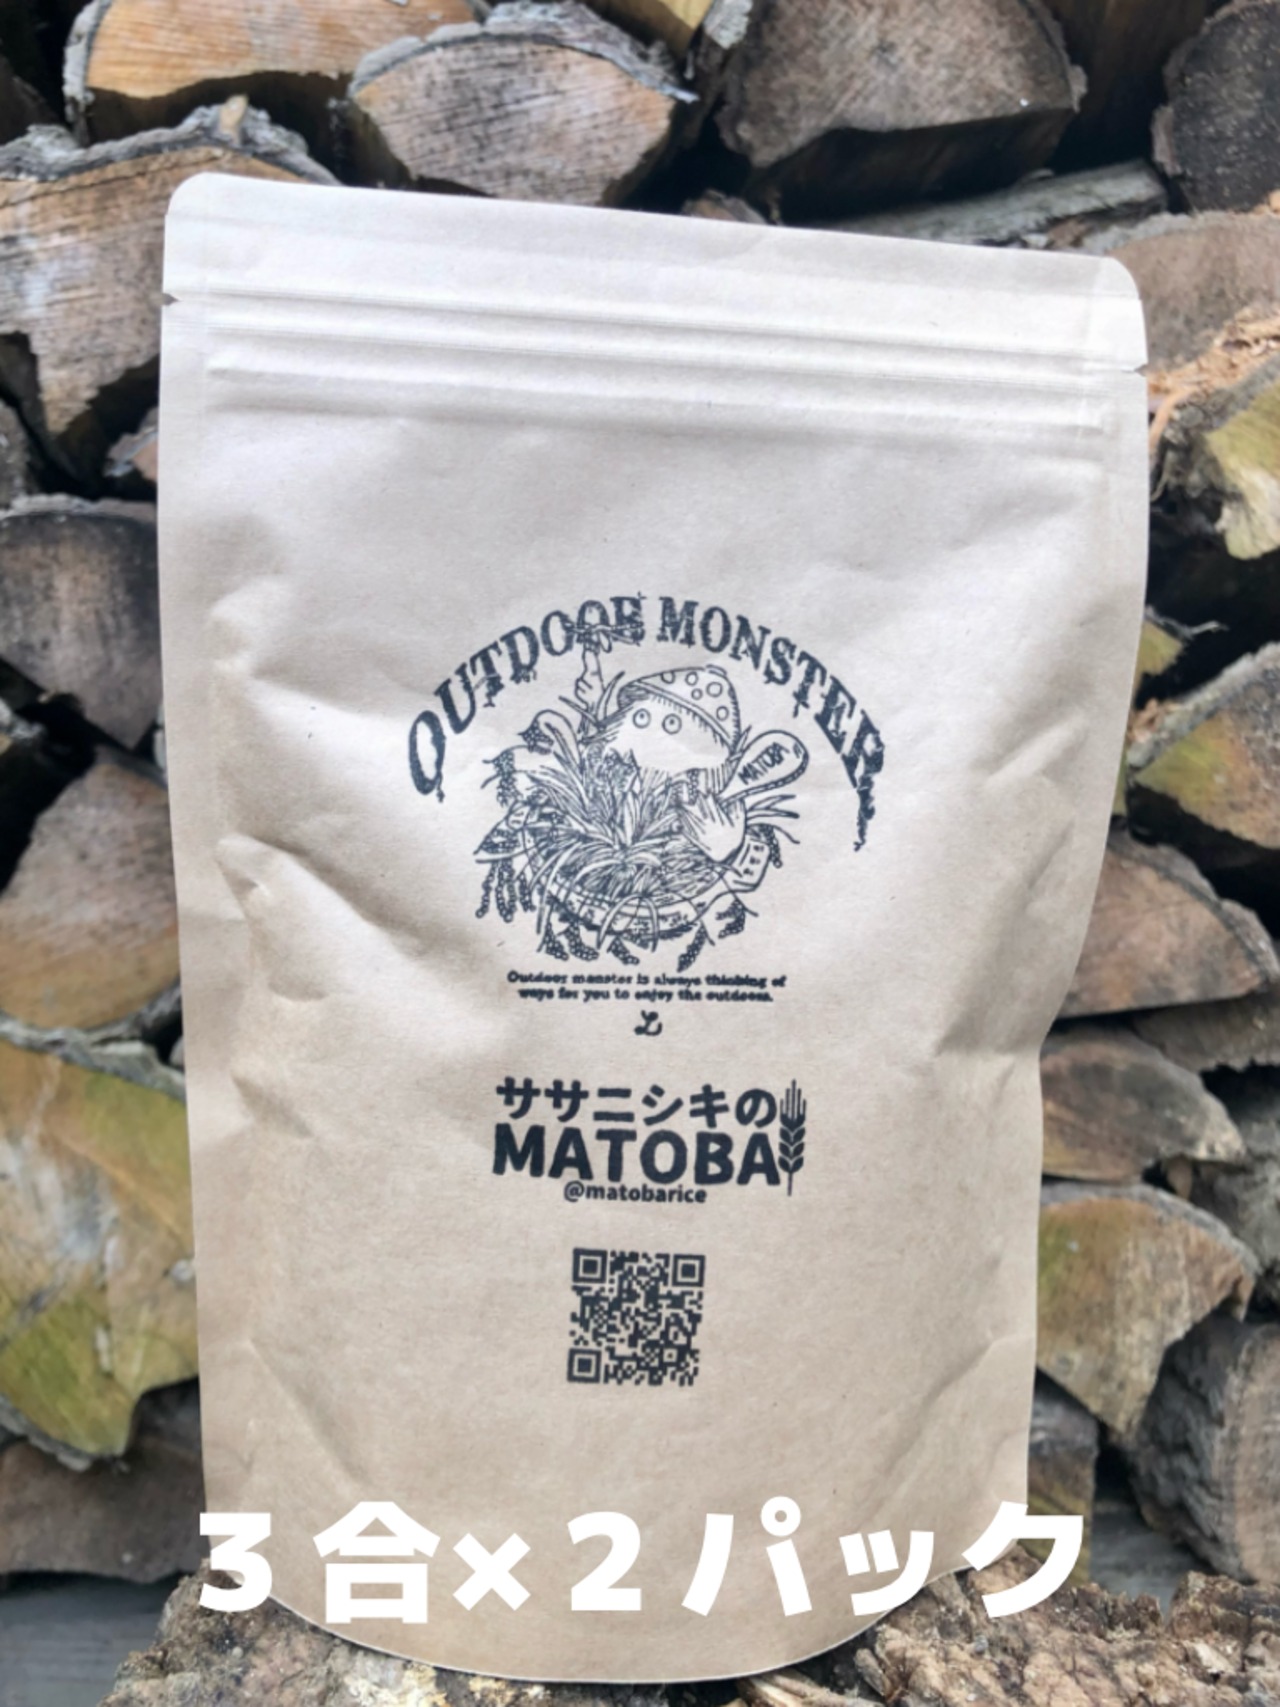 OUTDOOR MONSTER
MATOBA
Outdoor monster is always thinking of
ways for you to enjoy the outdoors.
ササニシキの
MATOBA
@matobarice
3合×2パック